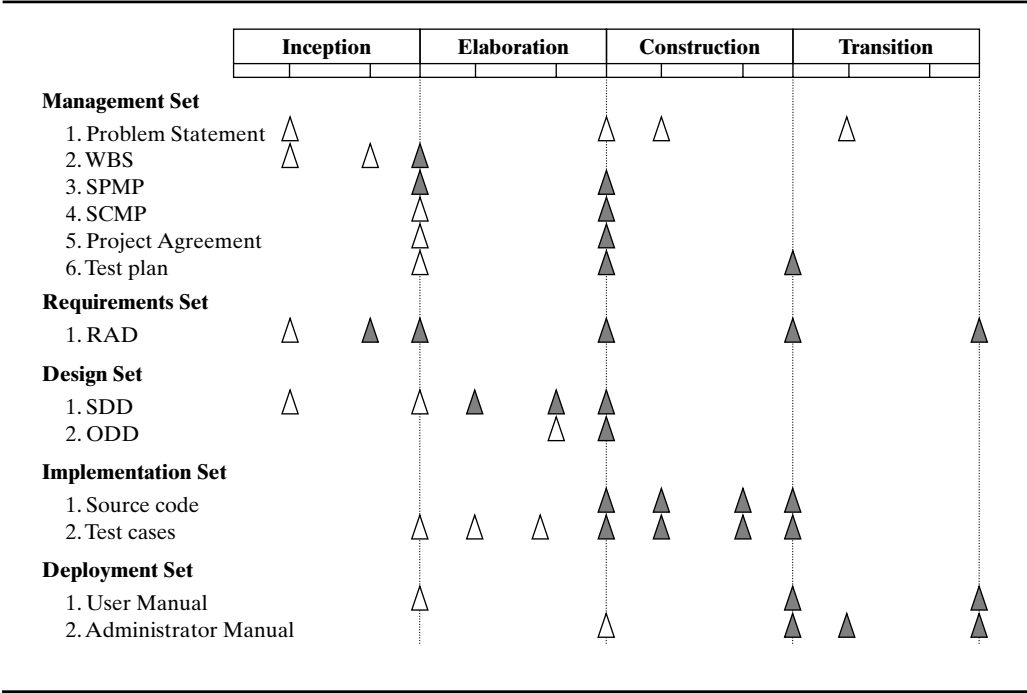 Inception Elaboration Construction Transition
Management Set
1. Problem Statement
2. WBS
3. SPMP
4. SCMP
5. Project Agreement
6. Test plan
Requirements Set
1. RAD
Design Set
1. SDD
2. ODD
Implementation Set
1. Source code
2. Test cases
Deployment Set
1. User Manual
2. Administrator Manual